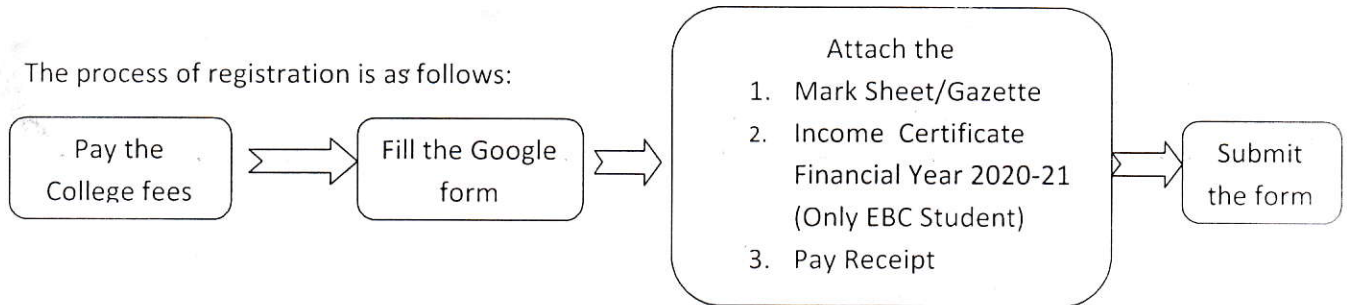 The process of registration is as follows:
Pay the
College fees
Fill the Google
form
Attach the
1. Mark Sheet/Gazette
2. Income Certificate
Financial Year 2020-21
(Only EBC Student)
3. Pay Receipt
Submit
the form